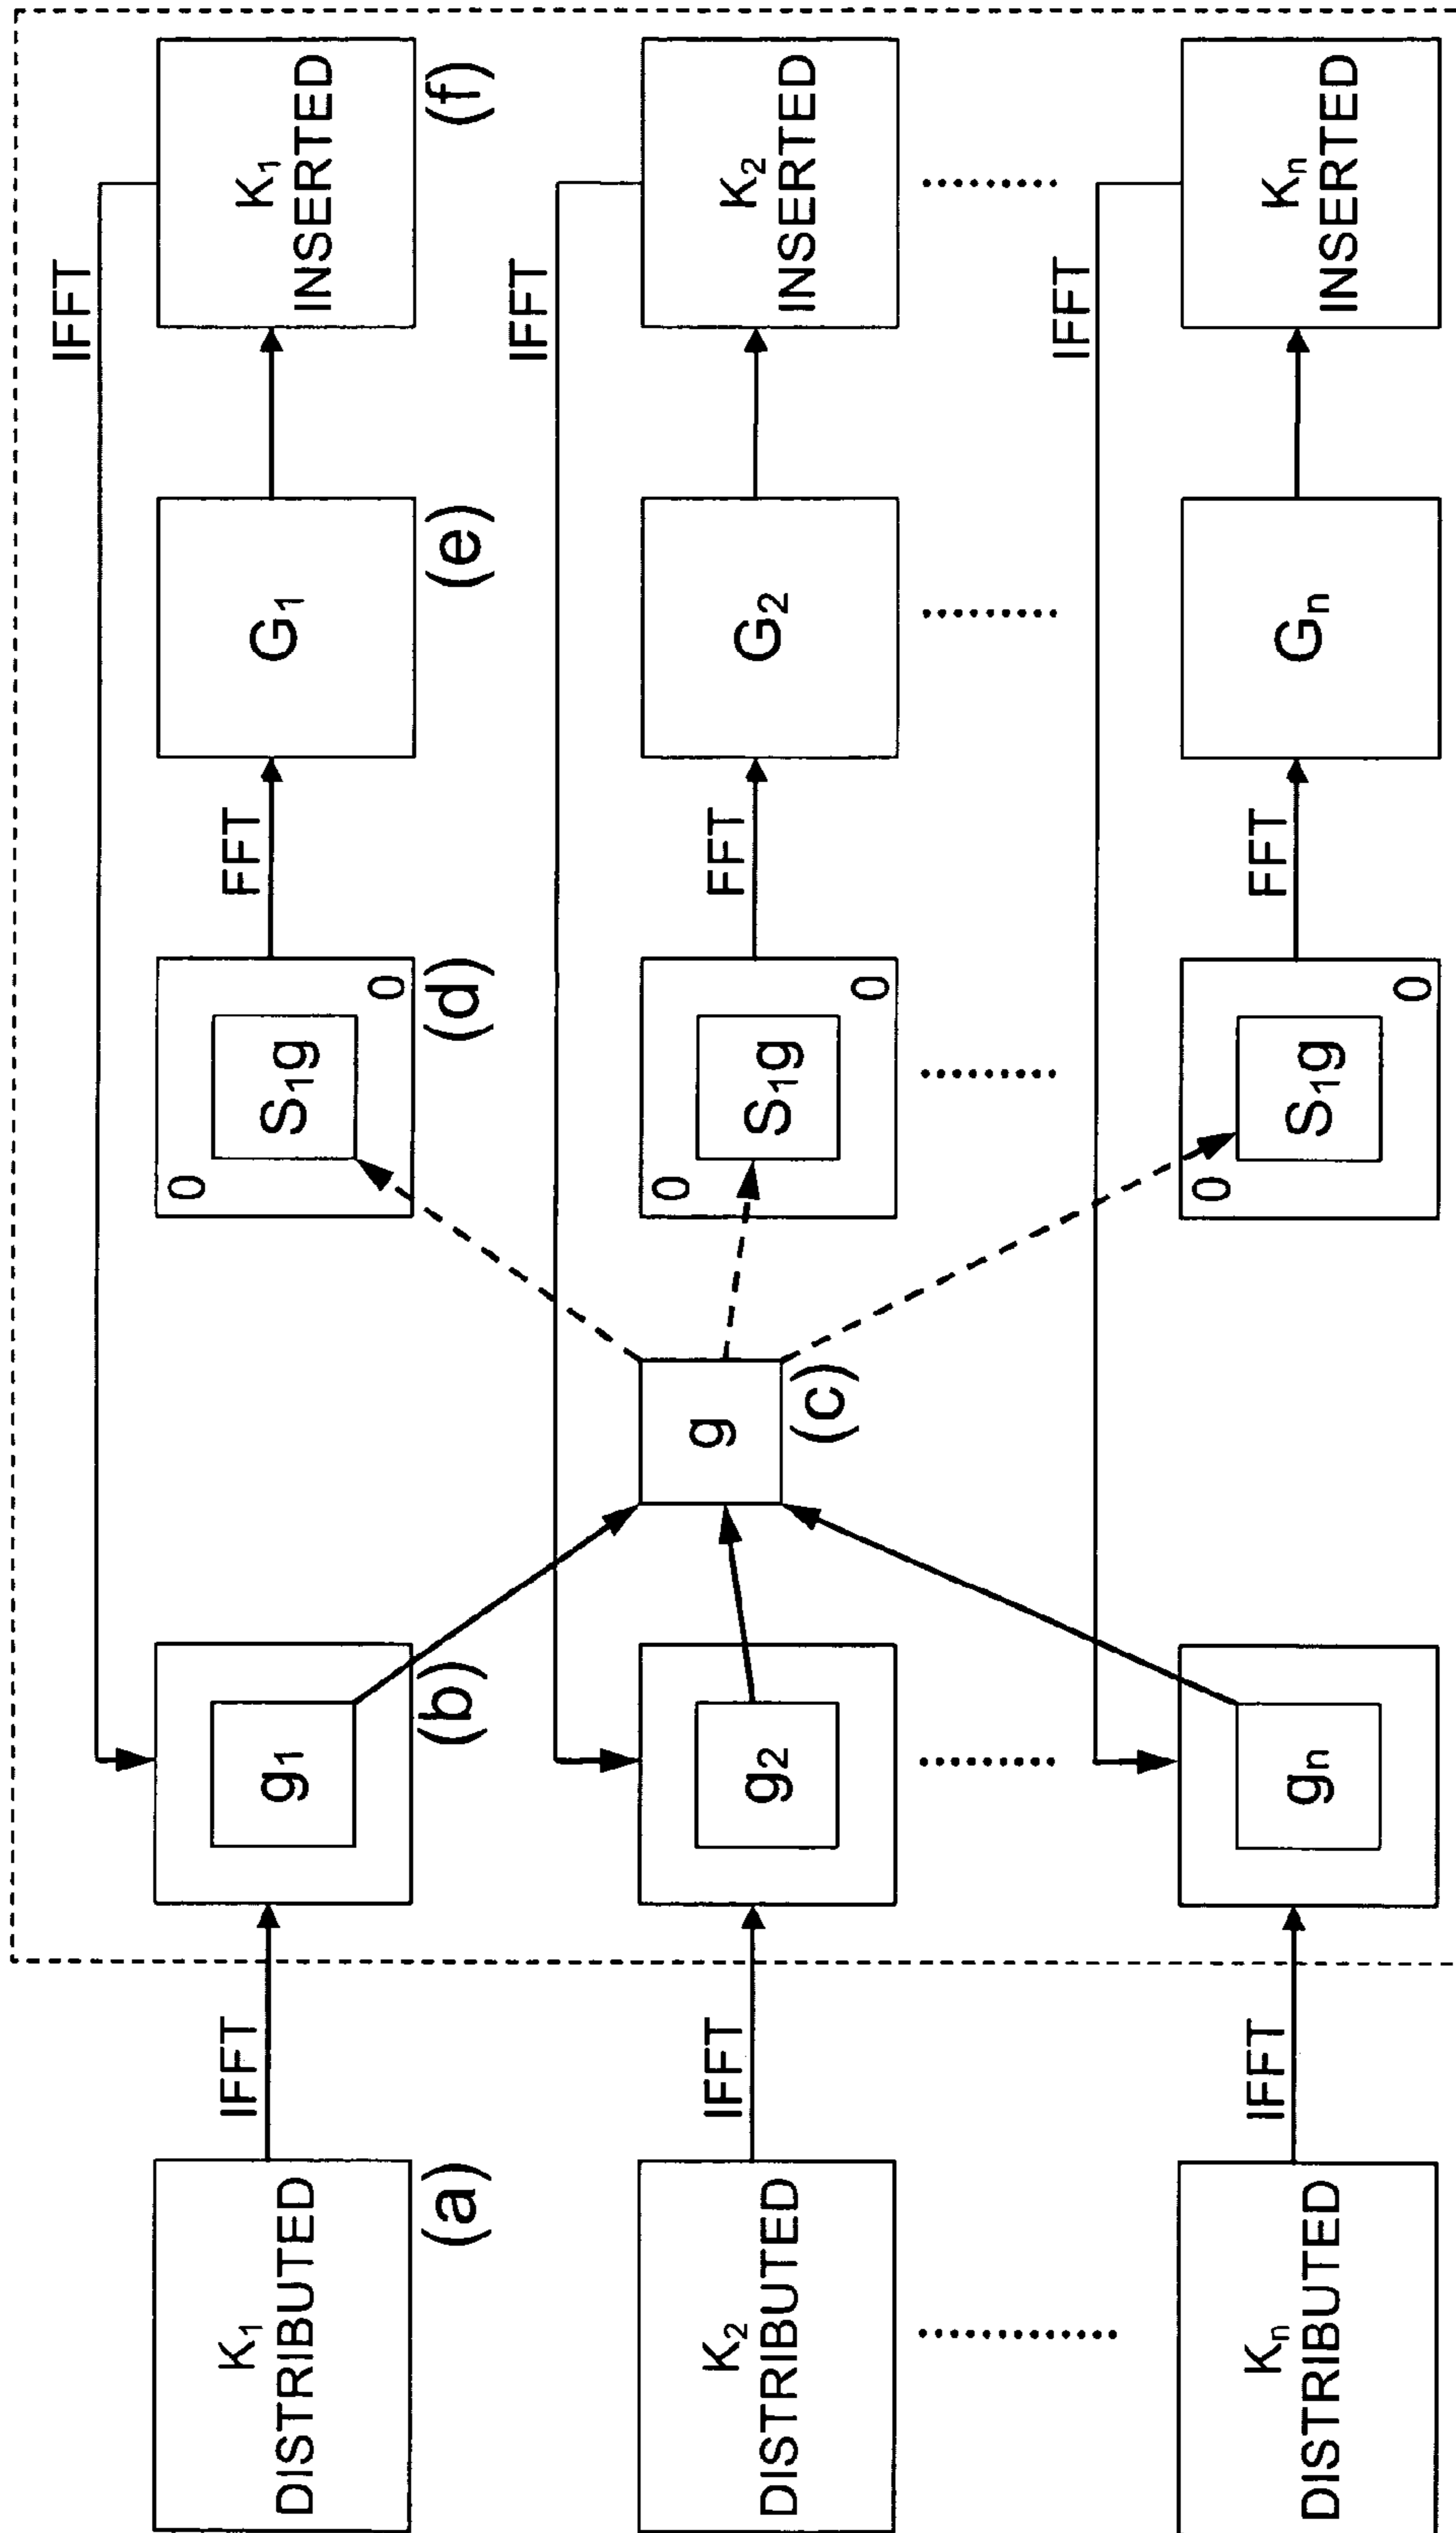 K₁
DISTRIBUTED
(a)
IFFT
g₁
(b)
IFFT
S₁g
0
0
(d)
FFT
G₁
(e)
K₁
INSERTED
(f)
g
(c)
K₂
DISTRIBUTED
IFFT
g₂
IFFT
S₁g
0
0
FFT
G₂
K₂
INSERTED
Kₙ
DISTRIBUTED
IFFT
gₙ
IFFT
S₁g
0
0
FFT
Gₙ
Kₙ
INSERTED